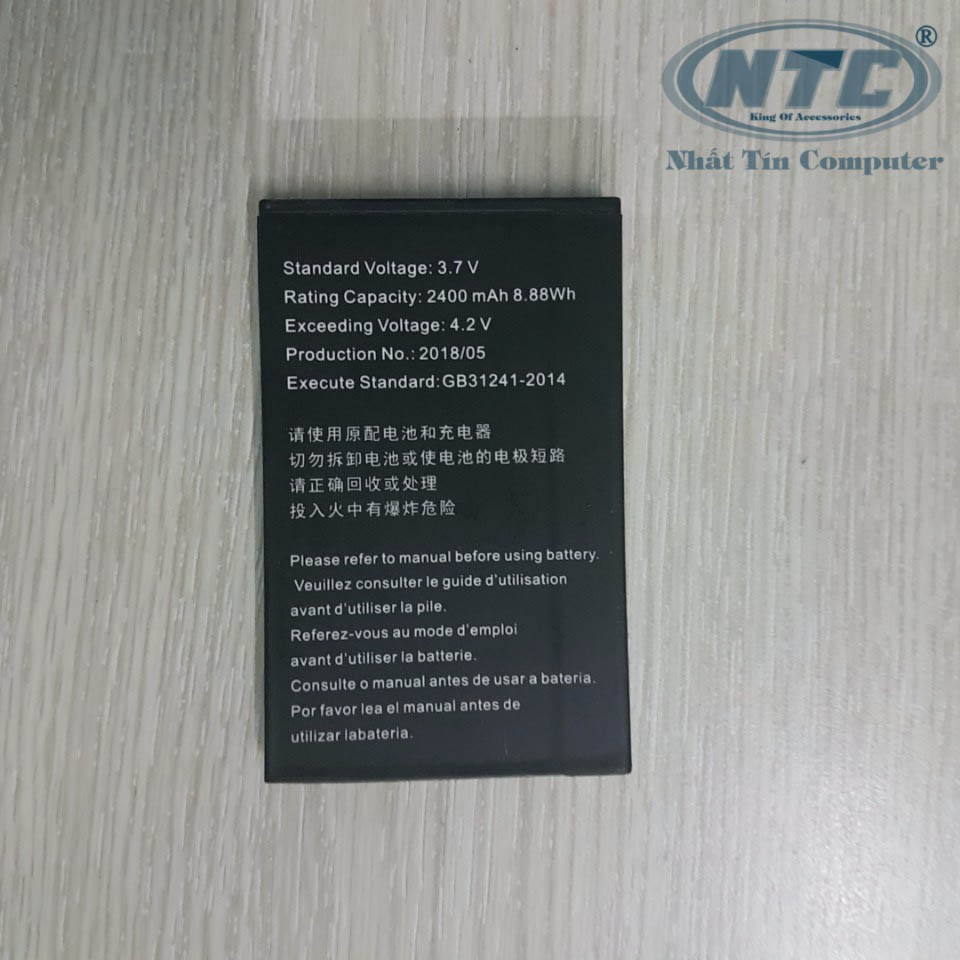 NTC®
King Of Accessories
Nhất Tín Computer
Standard Voltage: 3.7 V
Rating Capacity: 2400 mAh 8.88Wh
Exceeding Voltage: 4.2 V
Production No.: 2018/05
Execute Standard:GB31241-2014
请使用原配电池和充电器
切勿拆卸电池或使电池的电极短路
请正确回收或处理
投入火中有爆炸危险
Please refer to manual before using battery.
Veuillez consulter le guide d'utilisation
avant d'utiliser la pile.
Referez-vous au mode d'emploi
avant d'utiliser la batterie.
Consulte o manual antes de usar a bateria.
Por favor lea el manual antes de
utilizar labateria.